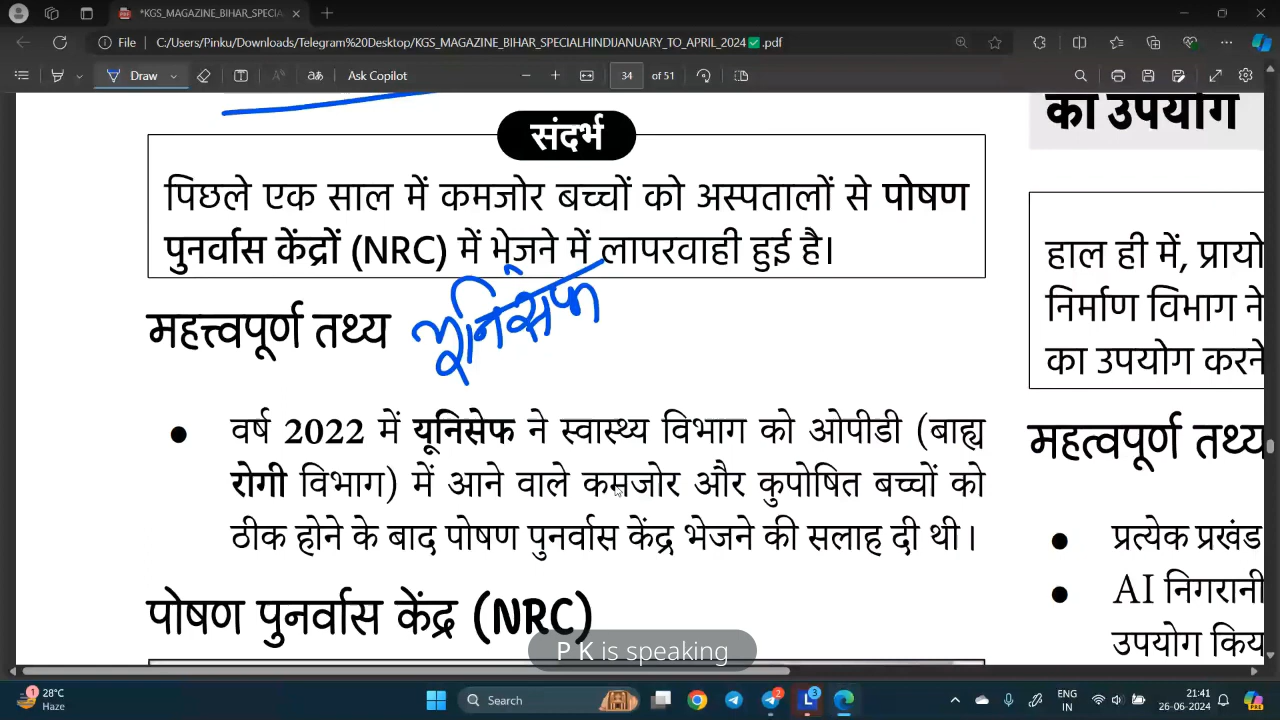 *KGS_MAGAZINE_BIHAR_SPECIA
File C:/Users/Pinku/Downloads/Telegram%20Desktop/KGS_MAGAZINE_BIHAR_SPECIALHINDIJANUARY_TO_APRIL_2024✅.pdf
Draw Ask Copilot 34 of 51
संदर्भ
पिछले एक साल में कमजोर बच्चों को अस्पतालों से पोषण
पुनर्वास केंद्रों (NRC) में भेजने में लापरवाही हुई है।
महत्त्वपूर्ण तथ्य यूनिसेफ
वर्ष 2022 में यूनिसेफ ने स्वास्थ्य विभाग को ओपीडी (बाह्य
रोगी विभाग) में आने वाले कमजोर और कुपोषित बच्चों को
ठीक होने के बाद पोषण पुनर्वास केंद्र भेजने की सलाह दी थी।
पोषण पुनर्वास केंद्र (NRC)
का उपयोग
हाल ही में, प्रायो
निर्माण विभाग ने
का उपयोग करने
महत्वपूर्ण तथ्य
प्रत्येक प्रखंड
AI निगरानी
उपयोग किय
P K is speaking
1 28°C
Haze
Search
2
L 3
ENG
IN
21:41
26-06-2024